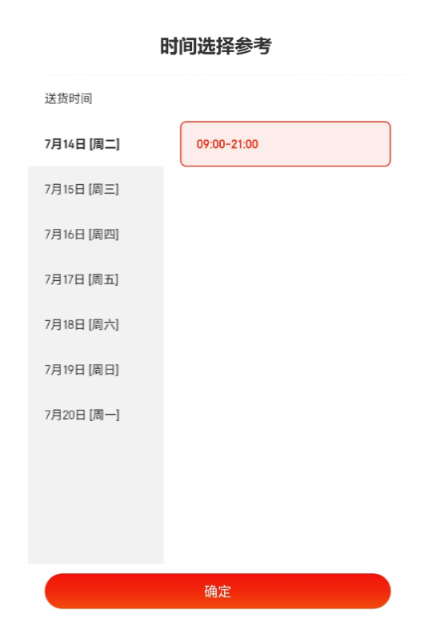 时间选择参考
送货时间
7月14日 [周二]
09:00-21:00
7月15日 [周三]
7月16日 [周四]
7月17日 [周五]
7月18日 [周六]
7月19日 [周日]
7月20日 [周一]
确定